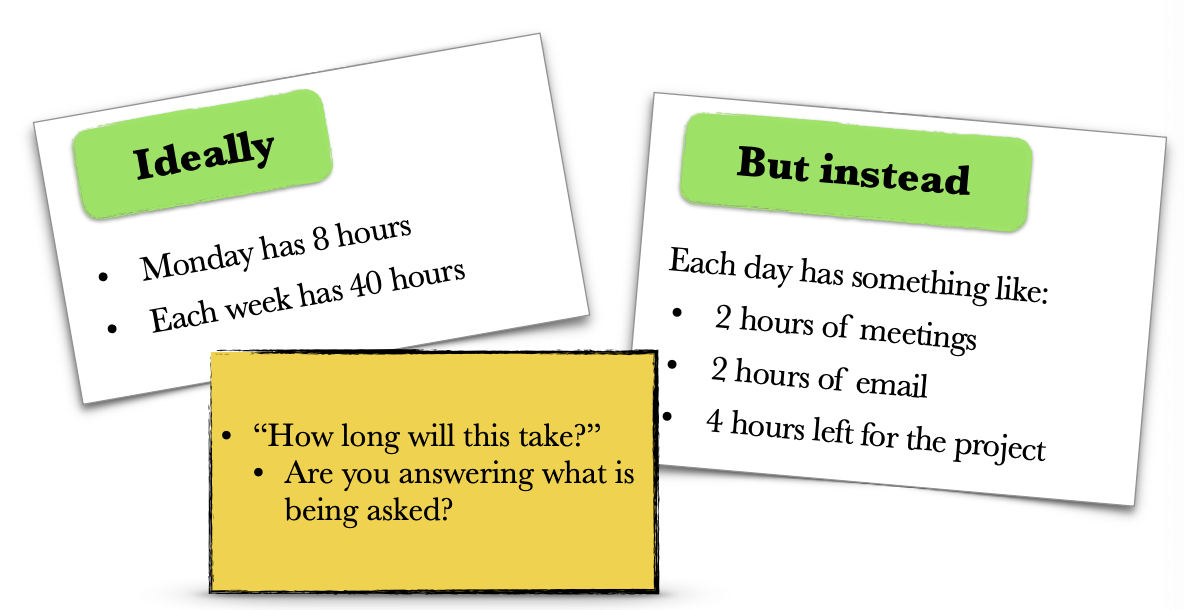 Ideally
• Monday has 8 hours
• Each week has 40 hours
But instead
Each day has something like:
• 2 hours of meetings
• 2 hours of email
• 4 hours left for the project
• “How long will this take?”
• Are you answering what is
being asked?